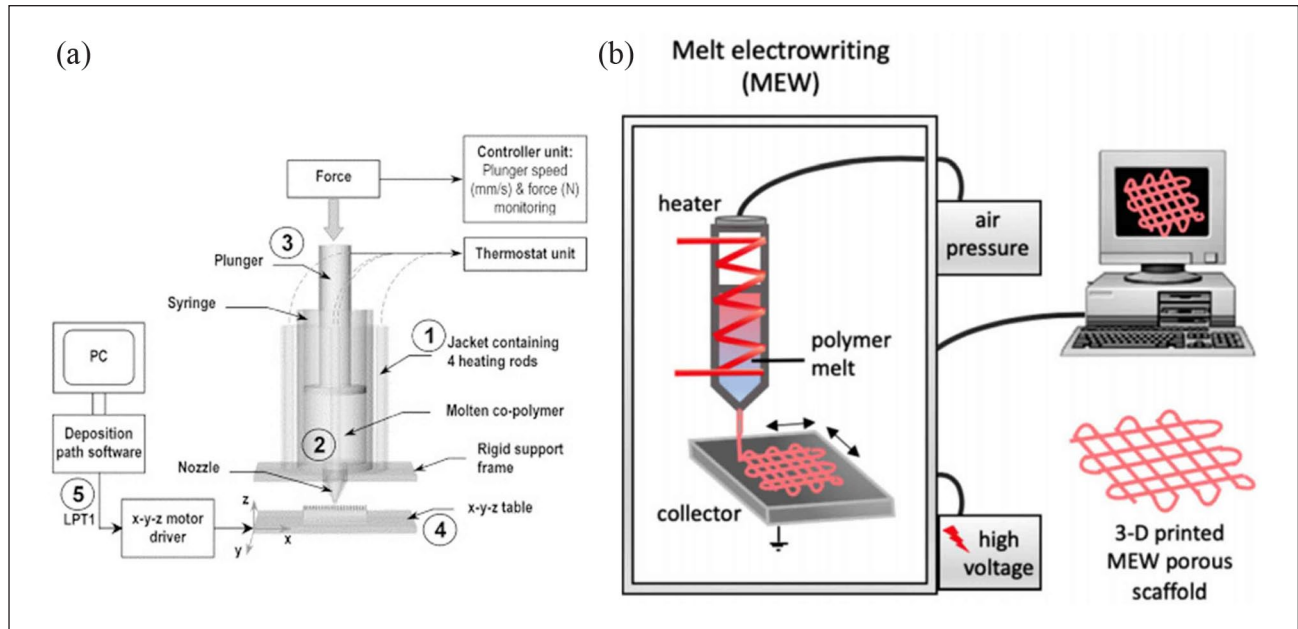 (a)
Force
Controller unit:
Plunger speed
(mm/s) & force (N)
monitoring
3
Plunger
Thermostat unit
Syringe
1
Jacket containing
4 heating rods
PC
Molten co-polymer
Deposition
path software
2
Rigid support
frame
Nozzle
5
LPT1
x-y-z motor
driver
z
x
y
x-y-z table
4
(b)
Melt electrowriting
(MEW)
heater
air
pressure
polymer
melt
collector
high
voltage
3-D printed
MEW porous
scaffold